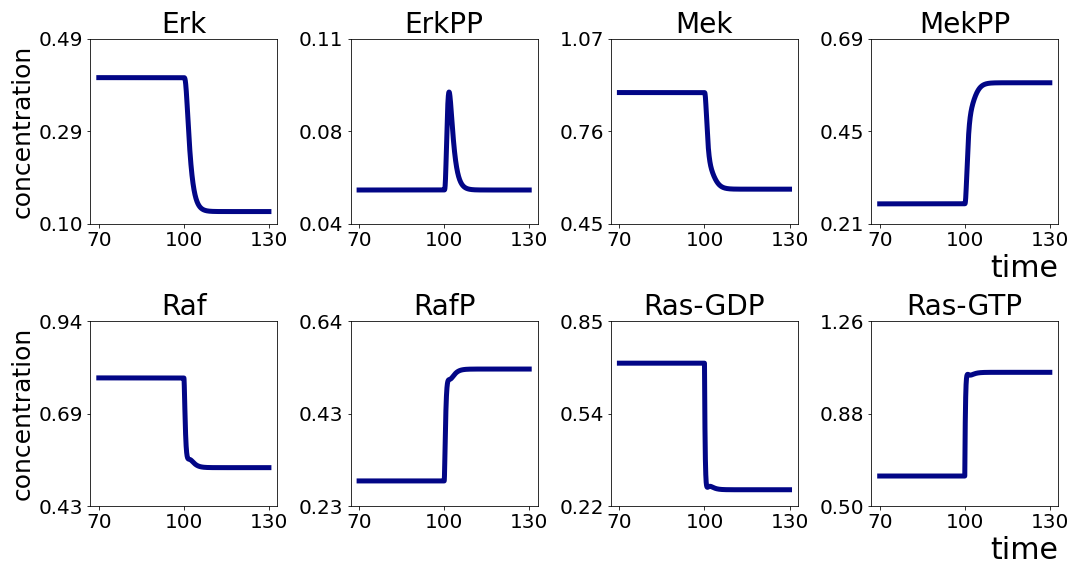 Erk ErkPP Mek MekPP
0.49 0.11 1.07 0.69
concentration
0.29 0.08 0.76 0.45
0.10 0.04 0.45 0.21
70 100 130 70 100 130 70 100 130 70 100 130
time
Raf RafP Ras-GDP Ras-GTP
0.94 0.64 0.85 1.26
concentration
0.69 0.43 0.54 0.88
0.43 0.23 0.22 0.50
70 100 130 70 100 130 70 100 130 70 100 130
time